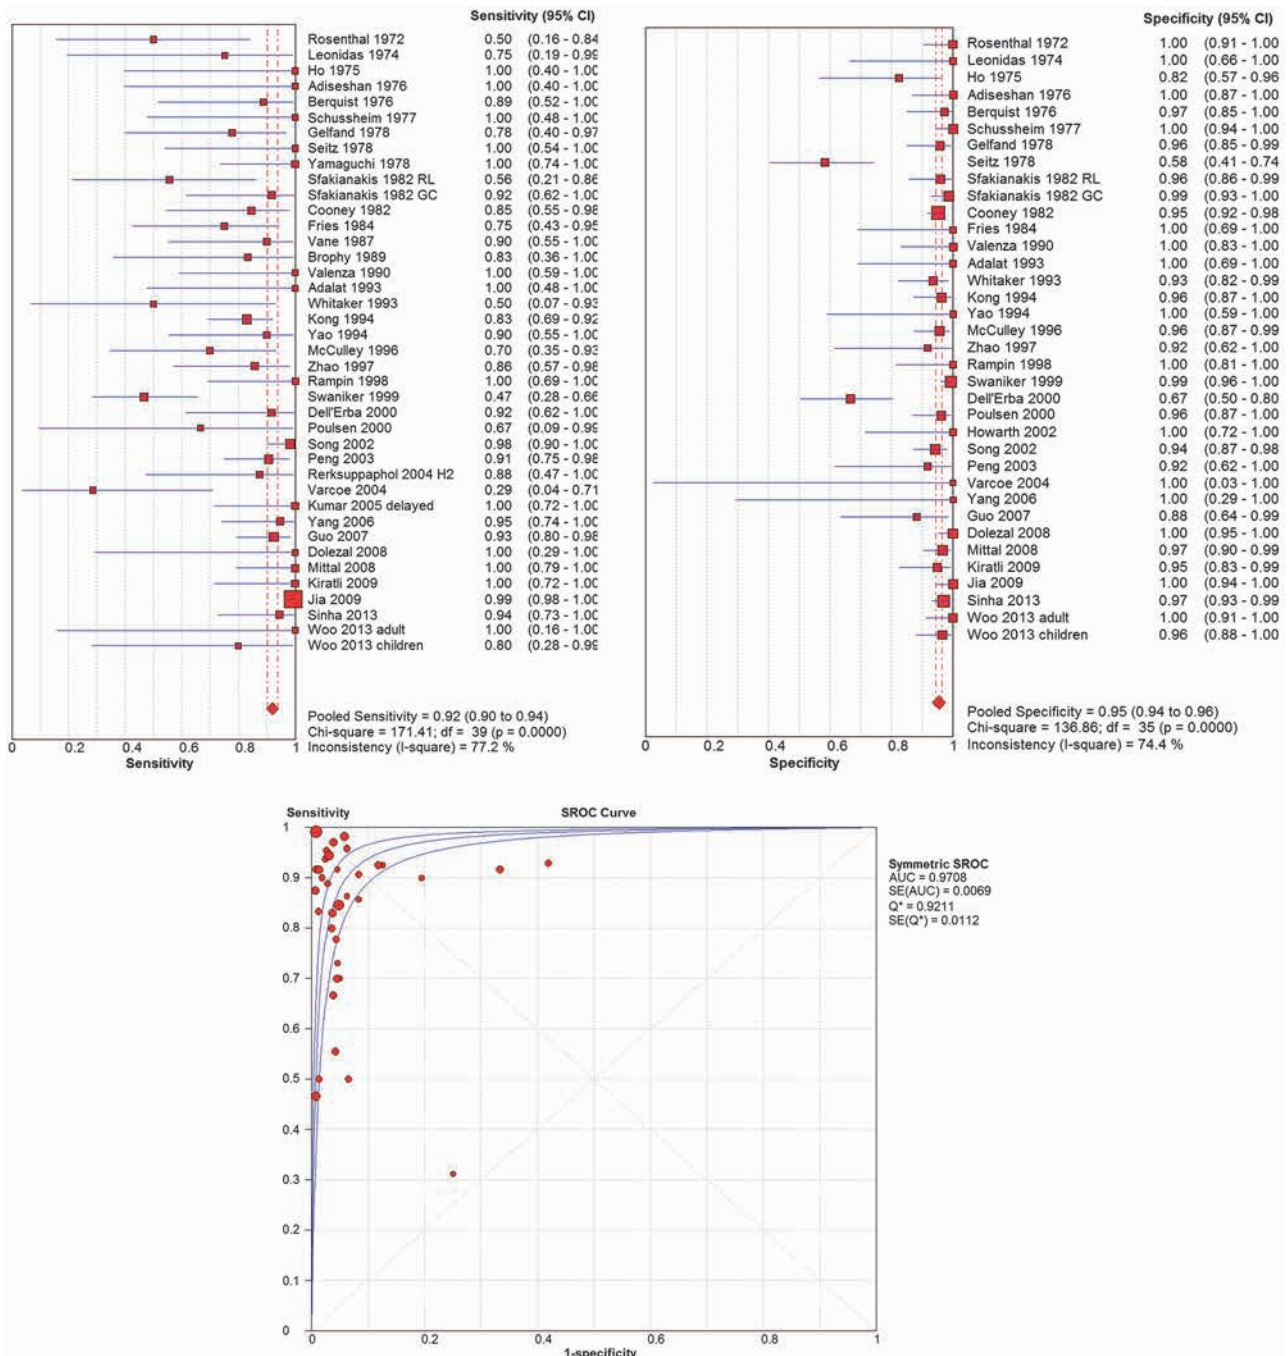 Sensitivity (95% CI)
Rosenthal 1972 0.50 (0.16 - 0.84
Leonidas 1974 0.75 (0.19 - 0.99
Ho 1975 1.00 (0.40 - 1.00
Adiseshan 1976 1.00 (0.40 - 1.00
Berquist 1976 0.89 (0.52 - 1.00
Schussheim 1977 1.00 (0.48 - 1.00
Gelfand 1978 0.78 (0.40 - 0.97
Seitz 1978 1.00 (0.54 - 1.00
Yamaguchi 1978 1.00 (0.74 - 1.00
Sfakianakis 1982 RL 0.56 (0.21 - 0.86
Sfakianakis 1982 GC 0.92 (0.62 - 1.00
Cooney 1982 0.85 (0.55 - 0.98
Fries 1984 0.75 (0.43 - 0.95
Vane 1987 0.90 (0.55 - 1.00
Brophy 1989 0.83 (0.36 - 1.00
Valenza 1990 1.00 (0.59 - 1.00
Adalat 1993 1.00 (0.48 - 1.00
Whitaker 1993 0.50 (0.07 - 0.93
Kong 1994 0.83 (0.69 - 0.92
Yao 1994 0.90 (0.55 - 1.00
McCulley 1996 0.70 (0.35 - 0.93
Zhao 1997 0.86 (0.57 - 0.98
Rampin 1998 1.00 (0.69 - 1.00
Swaniker 1999 0.47 (0.28 - 0.66
Dell'Erba 2000 0.92 (0.62 - 1.00
Poulsen 2000 0.67 (0.09 - 0.99
Song 2002 0.98 (0.90 - 1.00
Peng 2003 0.91 (0.75 - 0.98
Rerksuppaphol 2004 H2 0.88 (0.47 - 1.00
Varcoe 2004 0.29 (0.04 - 0.71
Kumar 2005 delayed 1.00 (0.72 - 1.00
Yang 2006 0.95 (0.74 - 1.00
Guo 2007 0.93 (0.80 - 0.98
Dolezal 2008 1.00 (0.29 - 1.00
Mittal 2008 1.00 (0.79 - 1.00
Kiratli 2009 1.00 (0.72 - 1.00
Jia 2009 0.99 (0.98 - 1.00
Sinha 2013 0.94 (0.73 - 1.00
Woo 2013 adult 1.00 (0.16 - 1.00
Woo 2013 children 0.80 (0.28 - 0.99
Pooled Sensitivity = 0.92 (0.90 to 0.94)
Chi-square = 171.41; df = 39 (p = 0.0000)
Inconsistency (I-square) = 77.2 %
0 0.2 0.4 0.6 0.8 1
Sensitivity
Specificity (95% CI)
Rosenthal 1972 1.00 (0.91 - 1.00
Leonidas 1974 1.00 (0.66 - 1.00
Ho 1975 0.82 (0.57 - 0.96
Adiseshan 1976 1.00 (0.87 - 1.00
Berquist 1976 0.97 (0.85 - 1.00
Schussheim 1977 1.00 (0.94 - 1.00
Gelfand 1978 0.96 (0.85 - 0.99
Seitz 1978 0.58 (0.41 - 0.74
Sfakianakis 1982 RL 0.96 (0.86 - 0.99
Sfakianakis 1982 GC 0.99 (0.93 - 1.00
Cooney 1982 0.95 (0.92 - 0.98
Fries 1984 1.00 (0.69 - 1.00
Valenza 1990 1.00 (0.83 - 1.00
Adalat 1993 1.00 (0.69 - 1.00
Whitaker 1993 0.93 (0.82 - 0.99
Kong 1994 0.96 (0.87 - 1.00
Yao 1994 1.00 (0.59 - 1.00
McCulley 1996 0.96 (0.87 - 0.99
Zhao 1997 0.92 (0.62 - 1.00
Rampin 1998 1.00 (0.81 - 1.00
Swaniker 1999 0.99 (0.96 - 1.00
Dell'Erba 2000 0.67 (0.50 - 0.80
Poulsen 2000 0.96 (0.87 - 1.00
Howarth 2002 1.00 (0.72 - 1.00
Song 2002 0.94 (0.87 - 0.98
Peng 2003 0.92 (0.62 - 1.00
Varcoe 2004 1.00 (0.03 - 1.00
Yang 2006 1.00 (0.29 - 1.00
Guo 2007 0.88 (0.64 - 0.99
Dolezal 2008 1.00 (0.95 - 1.00
Mittal 2008 0.97 (0.90 - 0.99
Kiratli 2009 0.95 (0.83 - 0.99
Jia 2009 1.00 (0.94 - 1.00
Sinha 2013 0.97 (0.93 - 0.99
Woo 2013 adult 1.00 (0.91 - 1.00
Woo 2013 children 0.96 (0.88 - 1.00
Pooled Specificity = 0.95 (0.94 to 0.96)
Chi-square = 136.86; df = 35 (p = 0.0000)
Inconsistency (I-square) = 74.4 %
0 0.2 0.4 0.6 0.8 1
Specificity
Sensitivity SROC Curve
1
0.9
0.8
0.7
0.6
0.5
0.4
0.3
0.2
0.1
0
0 0.2 0.4 0.6 0.8 1
1-specificity
Symmetric SROC
AUC = 0.9708
SE(AUC) = 0.0069
Q* = 0.9211
SE(Q*) = 0.0112